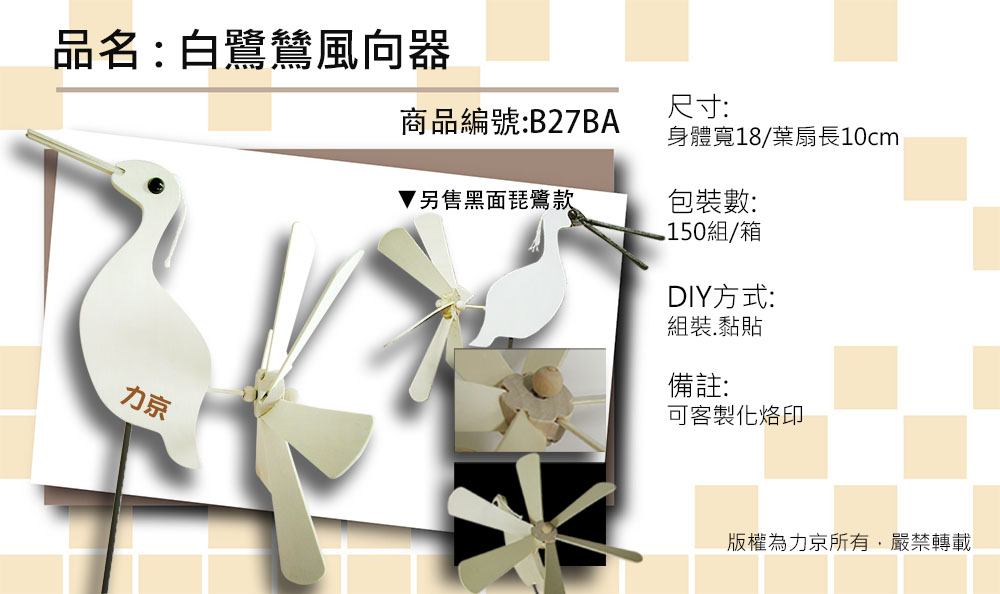 品名 : 白鷺鷥風向器
商品編號:B27BA
▼另售黑面琵鷺款
力京
尺寸:
身體寬18/葉扇長10cm
包裝數:
150組/箱
DIY方式:
組裝.黏貼
備註:
可客製化烙印
版權為力京所有，嚴禁轉載